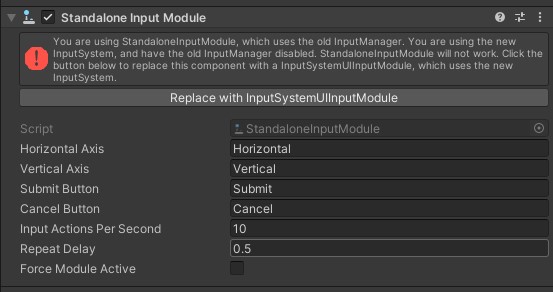 Standalone Input Module
You are using StandaloneInputModule, which uses the old InputManager. You are using the new
InputSystem, and have the old InputManager disabled. StandaloneInputModule will not work. Click the
button below to replace this component with a InputSystemUIInputModule, which uses the new
InputSystem.
Replace with InputSystemUIInputModule
Script StandaloneInputModule
Horizontal Axis Horizontal
Vertical Axis Vertical
Submit Button Submit
Cancel Button Cancel
Input Actions Per Second 10
Repeat Delay 0.5
Force Module Active